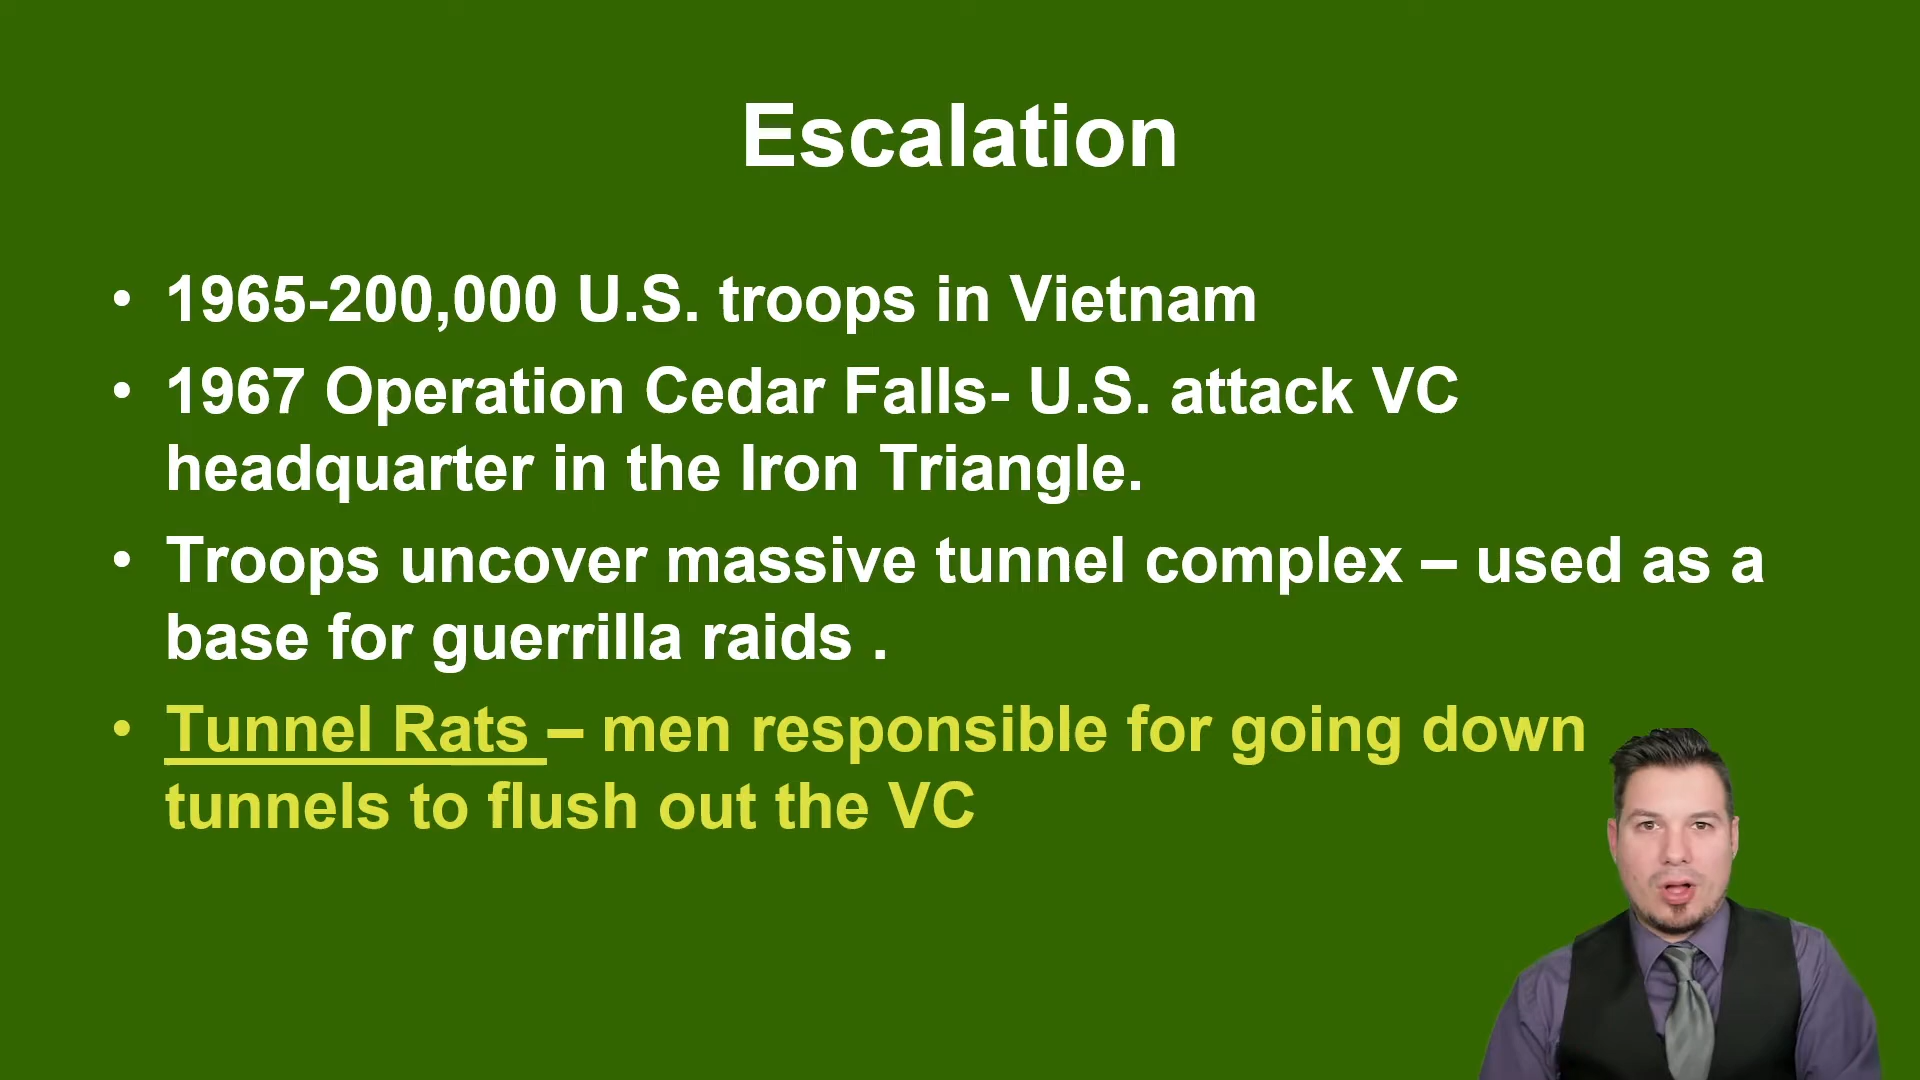 Escalation
• 1965-200,000 U.S. troops in Vietnam
• 1967 Operation Cedar Falls- U.S. attack VC
headquarter in the Iron Triangle.
• Troops uncover massive tunnel complex – used as a
base for guerrilla raids .
• Tunnel Rats – men responsible for going down
tunnels to flush out the VC